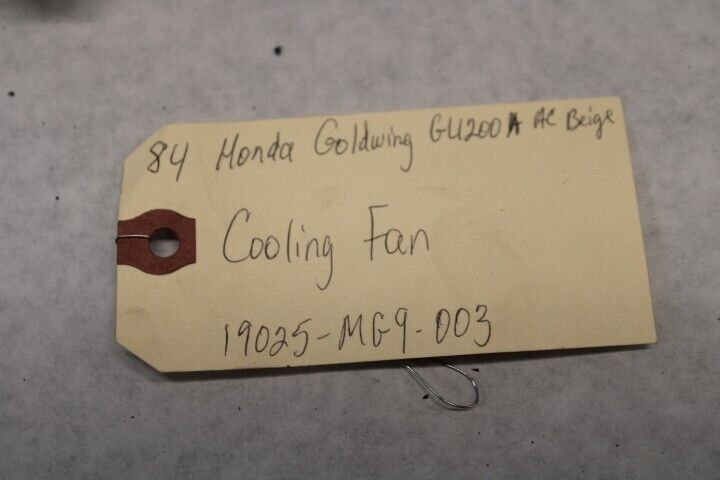 84 Honda Goldwing GL1200A AC Beige
Cooling Fan
19025-MG9-003